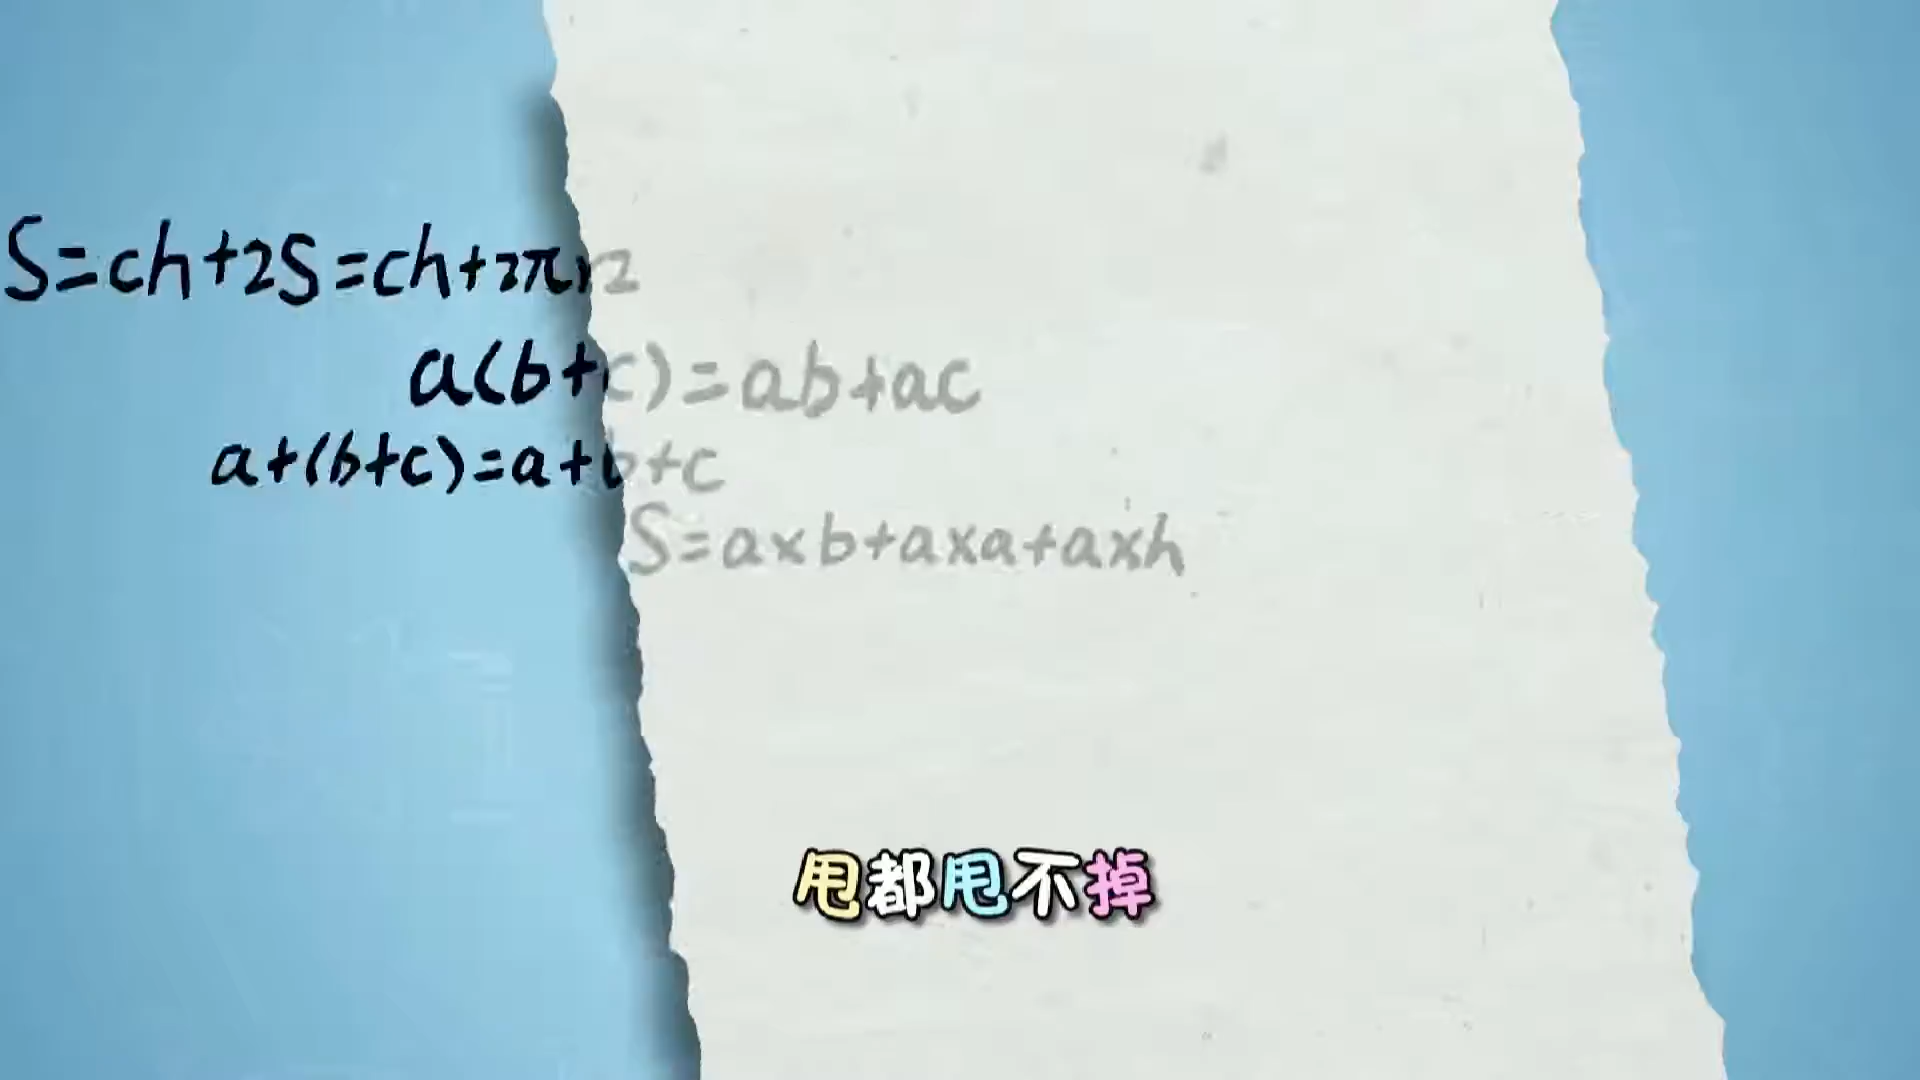 S=ch+2S=ch+2πr2
a(b+c)=ab+ac
a+(b+c)=a+b+c
S=a×b+a×a+a×h
甩都甩不掉